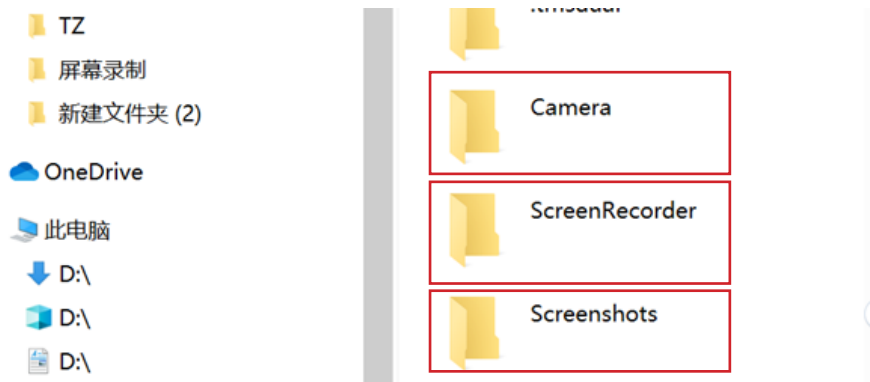 TZ
屏幕录制
新建文件夹 (2)
OneDrive
此电脑
D:\
D:\
D:\
Camera
ScreenRecorder
Screenshots